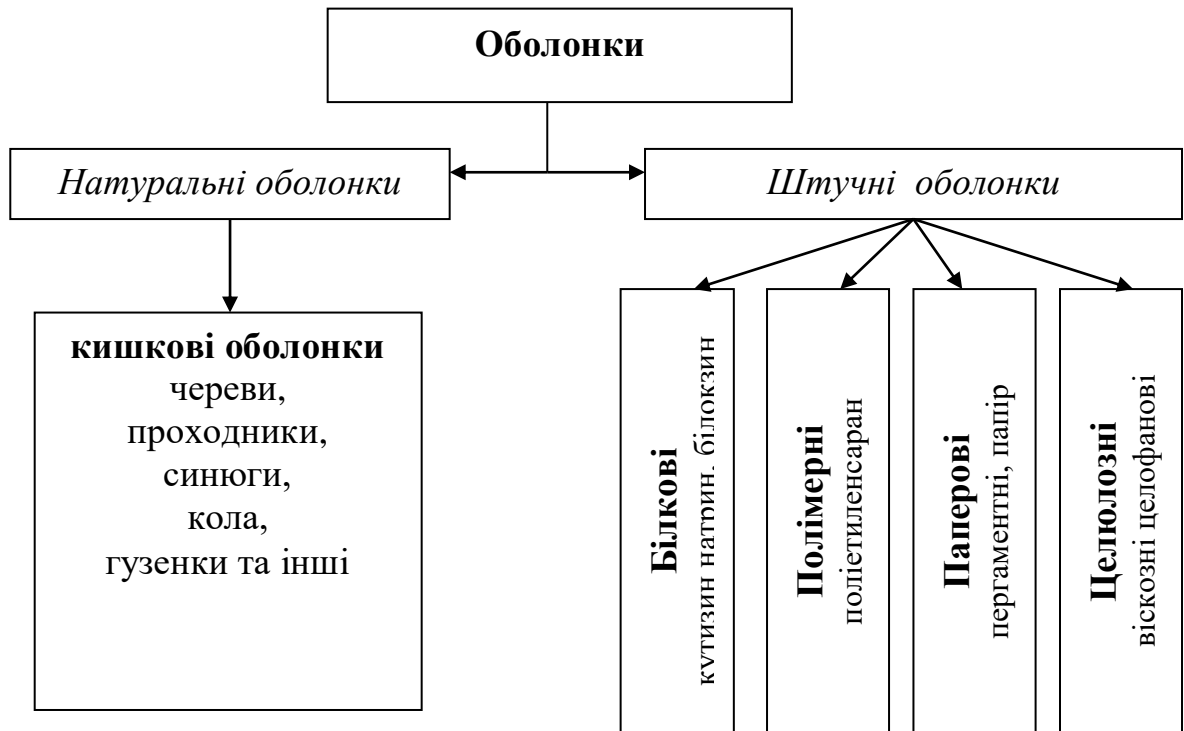 Оболонки
Натуральні оболонки
Штучні оболонки
кишкові оболонки
череви,
проходники,
синюги,
кола,
гузенки та інші
Білкові
кутизин натрин, білокзин
Полімерні
поліетиленсаран
Паперові
пергаментні, папір
Целюлозні
віскозні целофанові